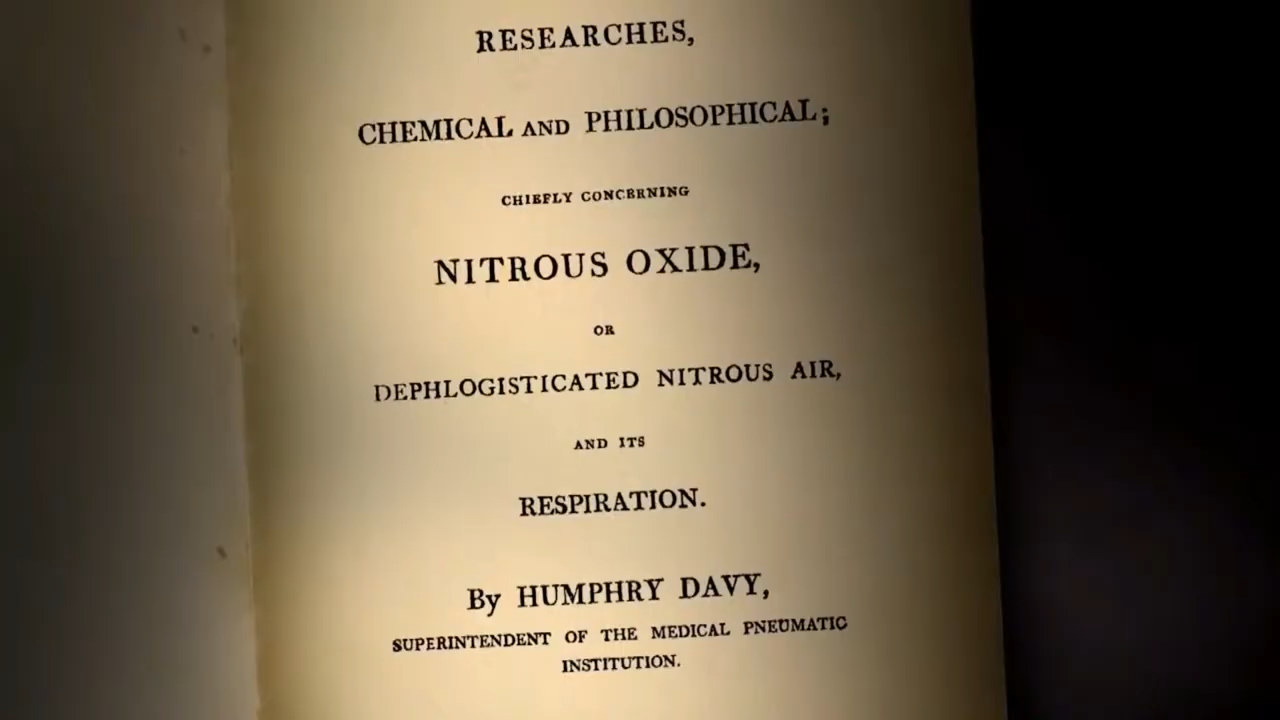 RESEARCHES,
CHEMICAL AND PHILOSOPHICAL;
CHIEFLY CONCERNING
NITROUS OXIDE,
OR
DEPHLOGISTICATED NITROUS AIR,
AND ITS
RESPIRATION.
By HUMPHRY DAVY,
SUPERINTENDENT OF THE MEDICAL PNEUMATIC
INSTITUTION.